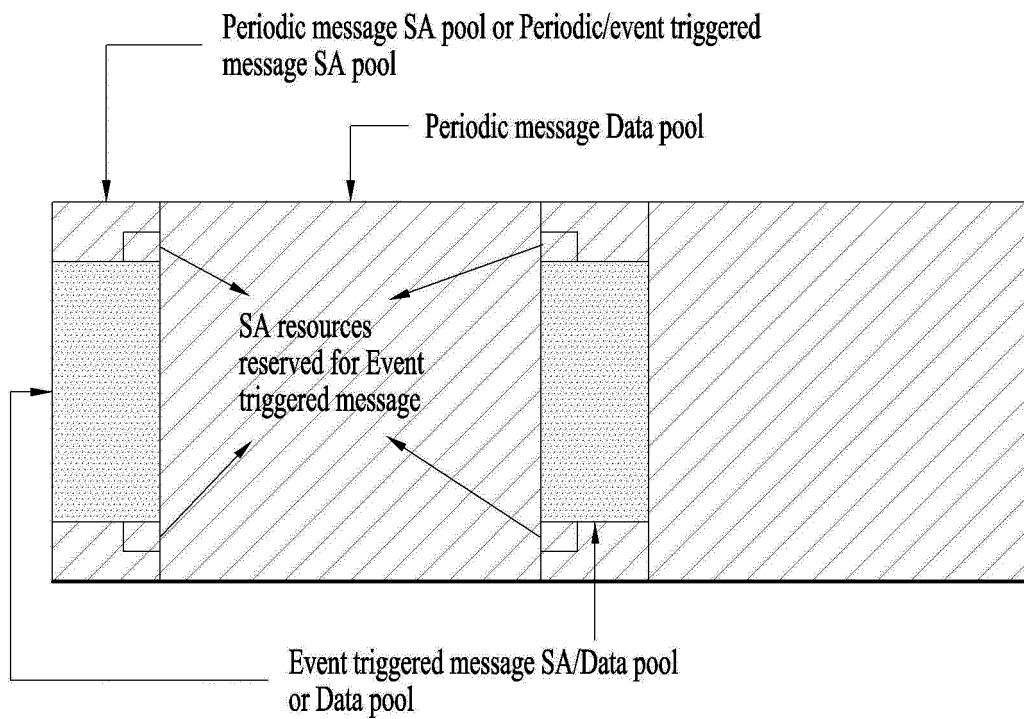 Periodic message SA pool or Periodic/event triggered
message SA pool
Periodic message Data pool
SA resources
reserved for Event
triggered message
Event triggered message SA/Data pool
or Data pool